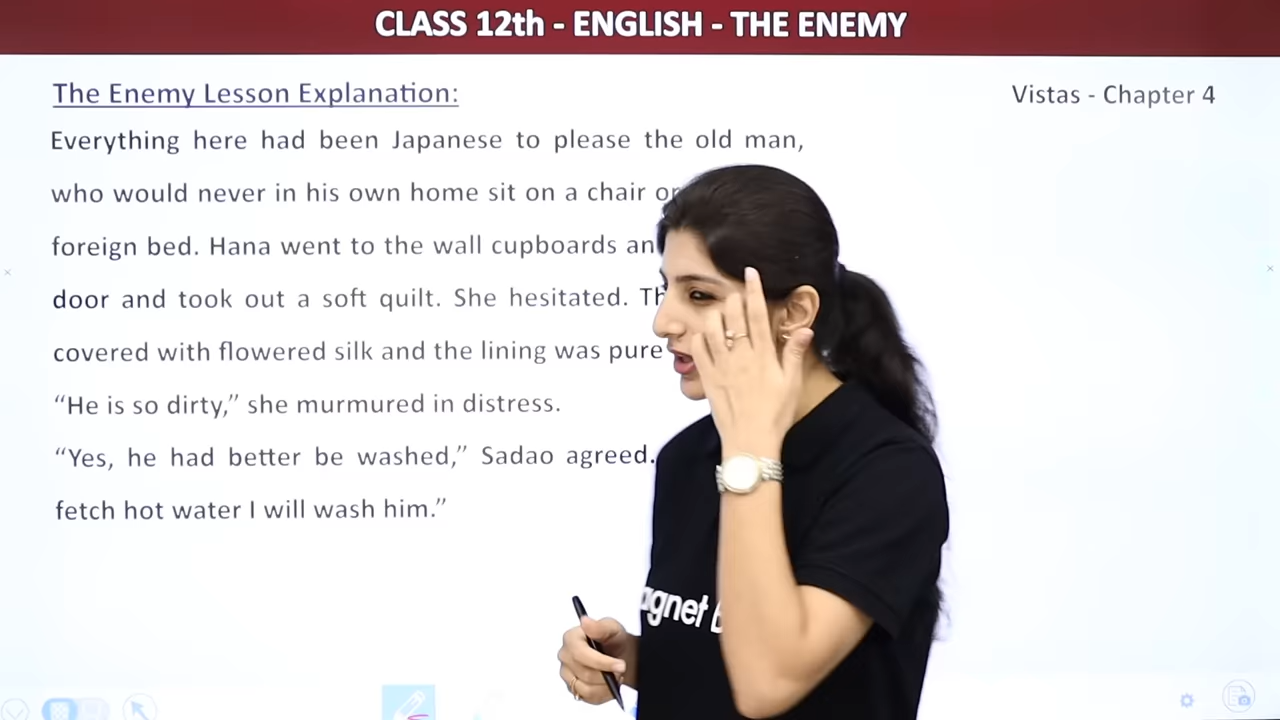 CLASS 12th - ENGLISH - THE ENEMY
The Enemy Lesson Explanation:
Vistas - Chapter 4
Everything here had been Japanese to please the old man,
who would never in his own home sit on a chair or
foreign bed. Hana went to the wall cupboards
door and took out a soft quilt. She hesitated.
covered with flowered silk and the lining was pure
“He is so dirty,” she murmured in distress.
“Yes, he had better be washed,” Sadao agreed.
fetch hot water I will wash him.”